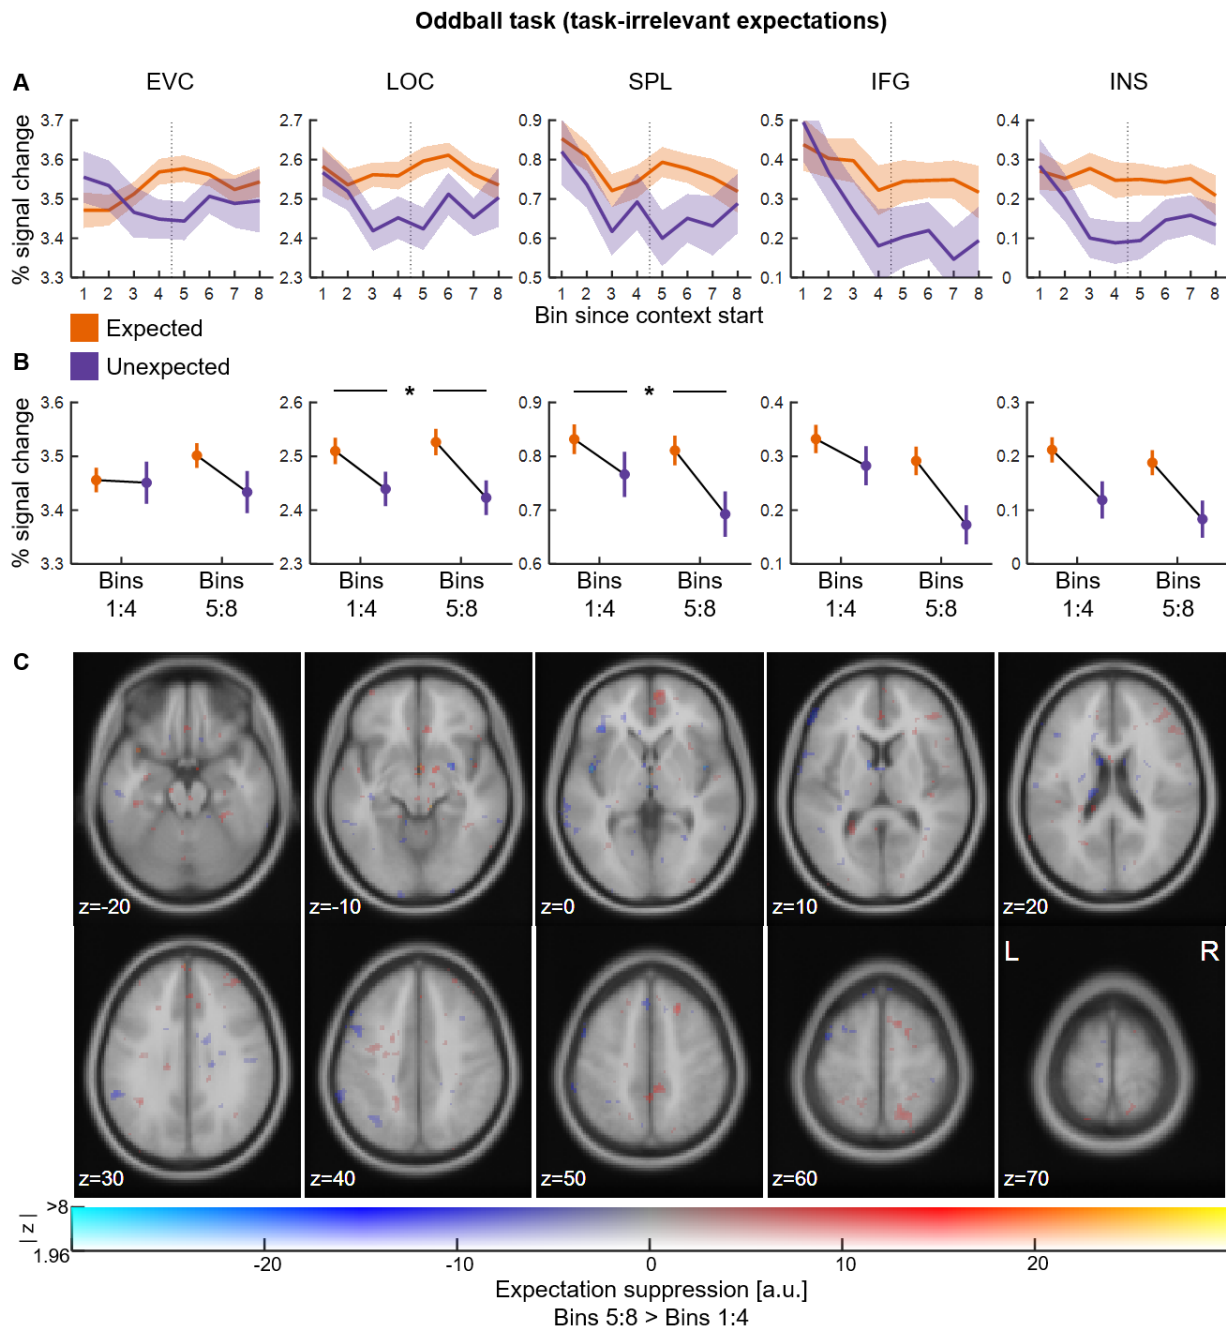 Oddball task (task-irrelevant expectations)
A
EVC LOC SPL IFG INS
% signal change
3.7 3.6 3.5 3.4 3.3
1 2 3 4 5 6 7 8
2.7 2.6 2.5 2.4 2.3
1 2 3 4 5 6 7 8
0.9 0.8 0.7 0.6 0.5
1 2 3 4 5 6 7 8
0.5 0.4 0.3 0.2 0.1
1 2 3 4 5 6 7 8
0.4 0.3 0.2 0.1 0
1 2 3 4 5 6 7 8
Bin since context start
Expected
Unexpected
B
% signal change
3.6 3.5 3.4 3.3
Bins Bins
1:4 5:8
*
2.6 2.5 2.4 2.3
Bins Bins
1:4 5:8
*
0.9 0.8 0.7 0.6
Bins Bins
1:4 5:8
0.4 0.3 0.2 0.1
Bins Bins
1:4 5:8
0.3 0.2 0.1 0
Bins Bins
1:4 5:8
C
z=-20 z=-10 z=0 z=10 z=20
L R
z=30 z=40 z=50 z=60 z=70
| z |
>8
1.96
-20 -10 0 10 20
Expectation suppression [a.u.]
Bins 5:8 > Bins 1:4